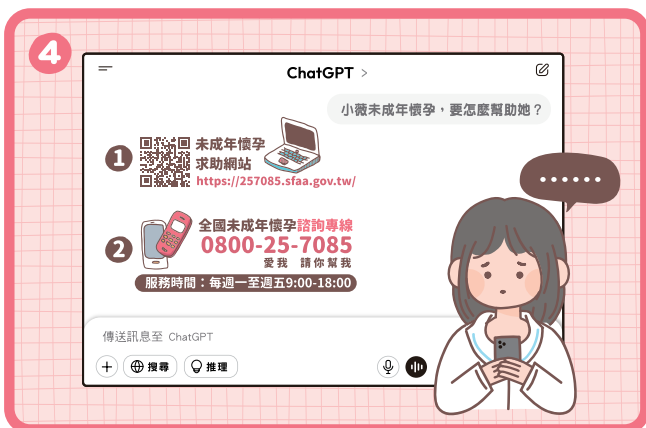 4
ChatGPT >
小薇未成年懷孕，要怎麼幫助她？
1
未成年懷孕
求助網站
https://257085.sfaa.gov.tw/
......
2
全國未成年懷孕諮詢專線
0800-25-7085
愛我 請你幫我
服務時間：每週一至週五9:00-18:00
傳送訊息至 ChatGPT
+ 搜尋 推理